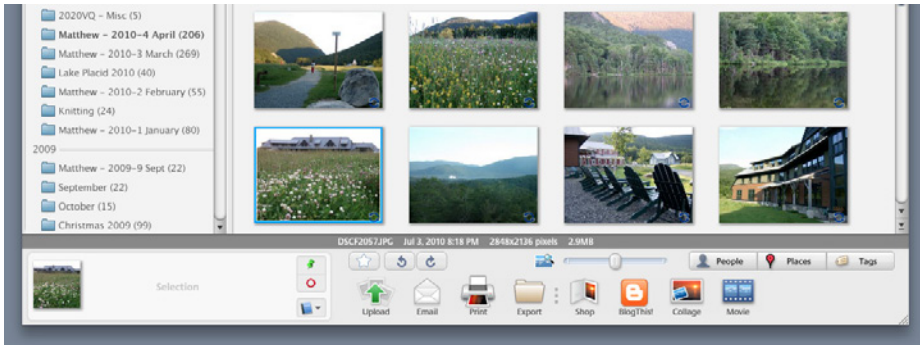 2020VQ - Misc (5)
Matthew - 2010-4 April (206)
Matthew - 2010-3 March (269)
Lake Placid 2010 (40)
Matthew - 2010-2 February (55)
Knitting (24)
Matthew - 2010-1 January (80)
2009
Matthew - 2009-9 Sept (22)
September (22)
October (15)
Christmas 2009 (99)
DSCF2057.JPG Jul 3, 2010 8:18 PM 2848x2136 pixels 2.9MB
People Places Tags
Selection
Upload Email Print Export Shop BlogThis! Collage Movie